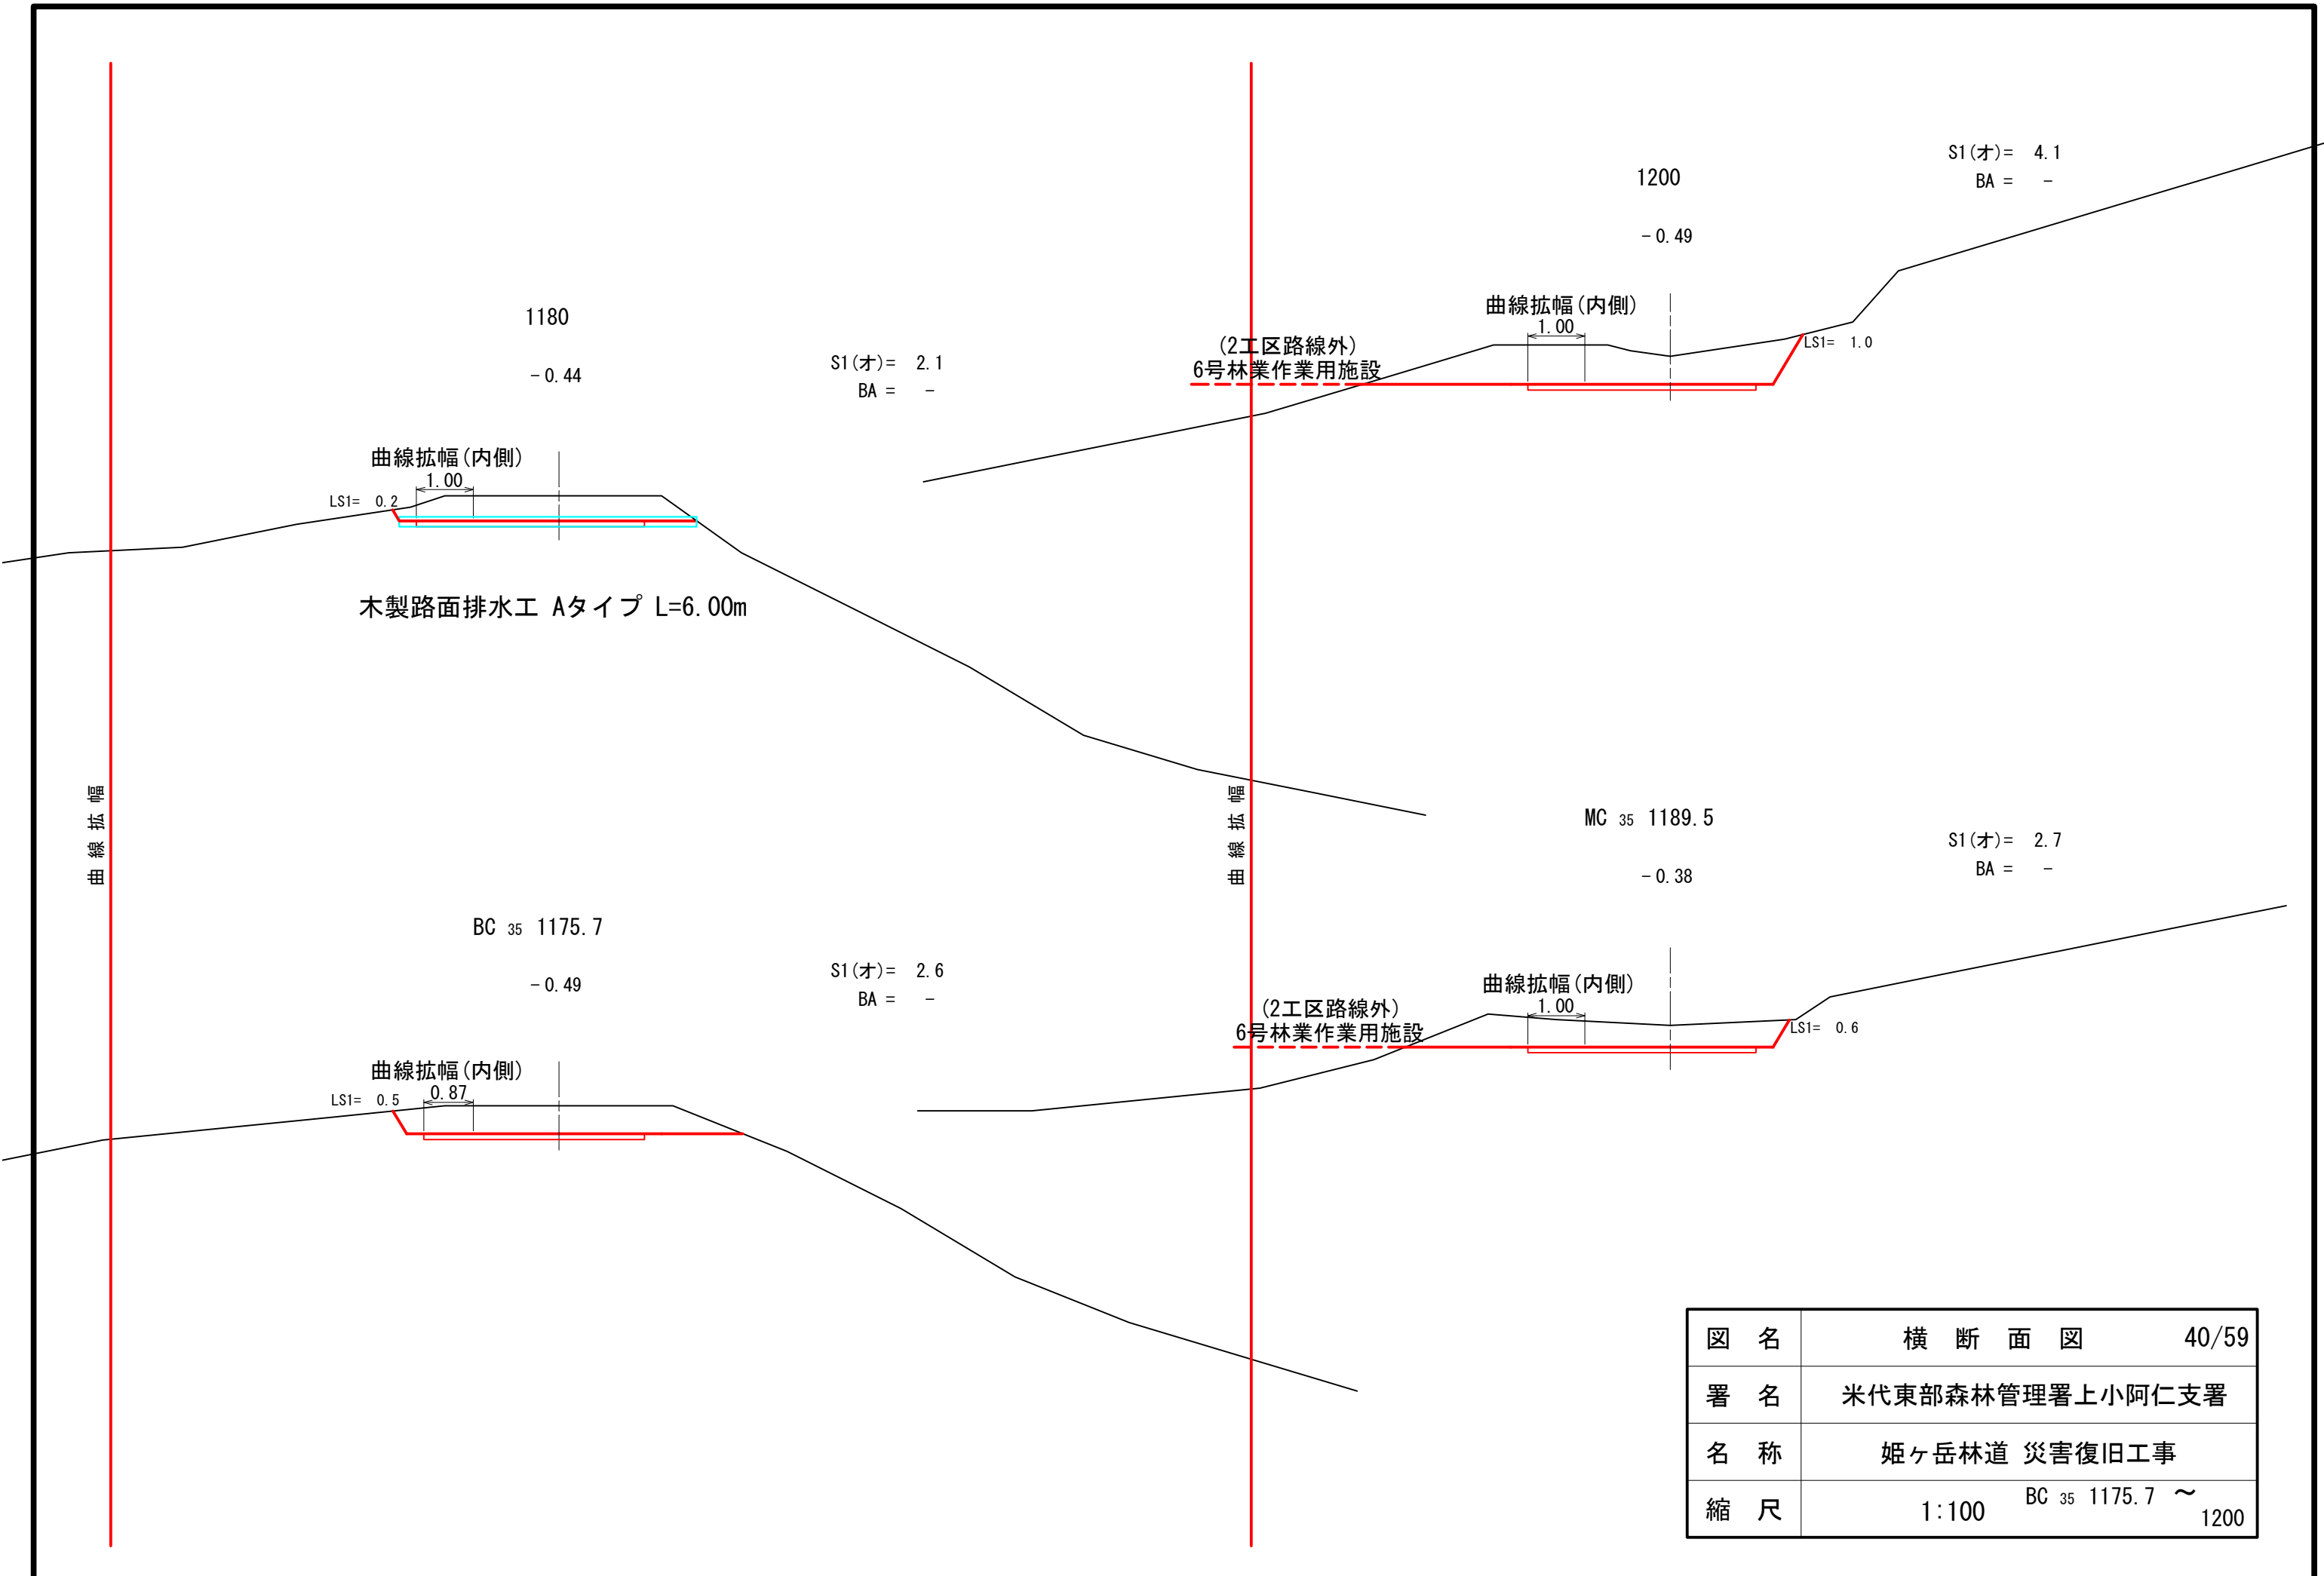 1180
-0.44
S1(オ)= 2.1
BA = -
曲線拡幅(内側)
1.00
LS1= 0.2
木製路面排水工 Aタイプ L=6.00m
曲線拡幅
BC 35 1175.7
-0.49
S1(オ)= 2.6
BA = -
曲線拡幅(内側)
0.87
LS1= 0.5
1200
-0.49
S1(オ)= 4.1
BA = -
曲線拡幅(内側)
1.00
LS1= 1.0
(2工区路線外)
6号林業作業用施設
曲線拡幅
MC 35 1189.5
-0.38
S1(オ)= 2.7
BA = -
曲線拡幅(内側)
1.00
LS1= 0.6
(2工区路線外)
6号林業作業用施設
図名 横断面図 40/59
署名 米代東部森林管理署上小阿仁支署
名称 姫ヶ岳林道 災害復旧工事
縮尺 1:100 BC 35 1175.7 ～
1200